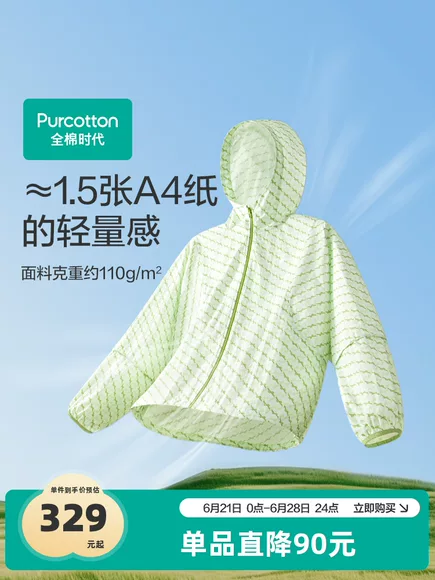 Purcotton
全棉时代
≈1.5张A4纸
的轻量感
面料克重约110g/m²
单件到手价预估
329
元起
6月21日 0点-6月28日 24点 立即购买
单品直降90元